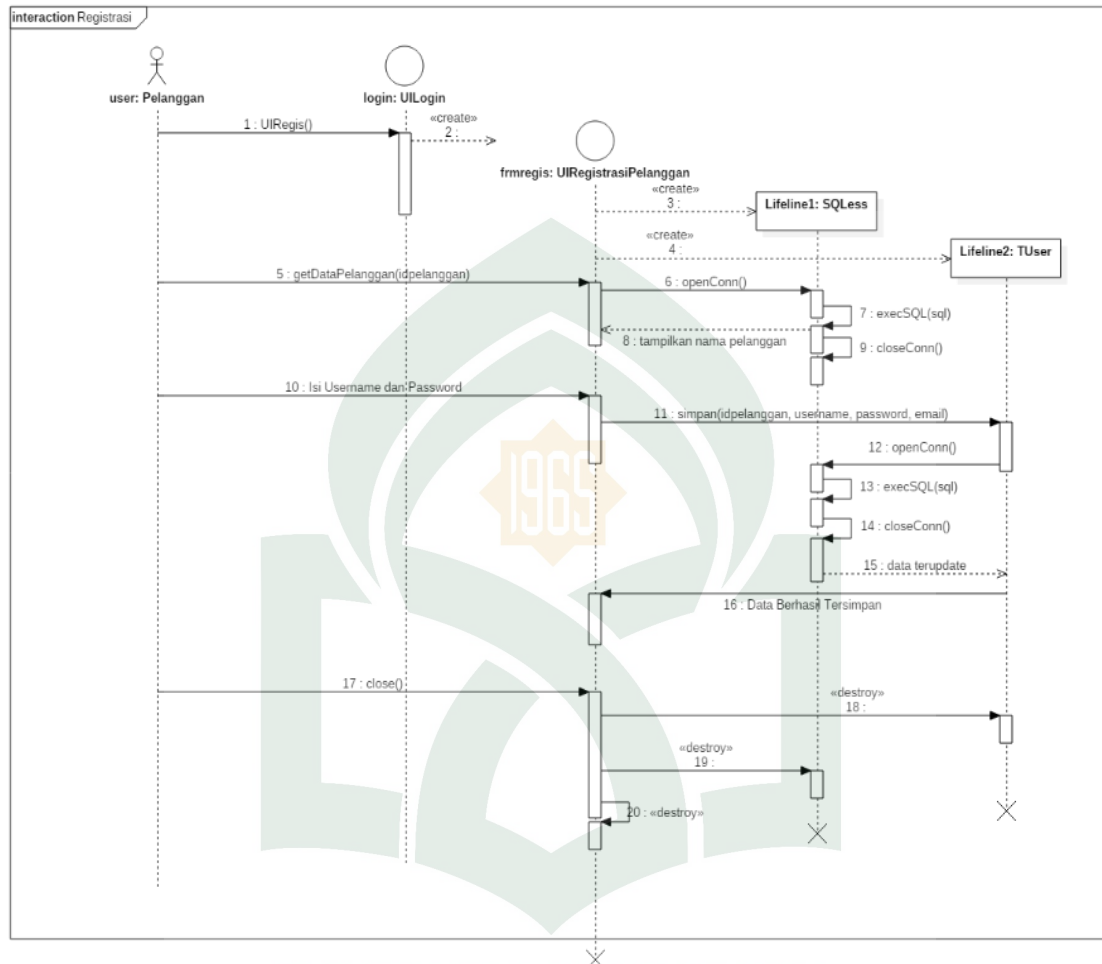 interaction Registrasi
user: Pelanggan
login: UILogin
1 : UIRegis()
«create»
2 :
frmregis: UIRegistrasiPelanggan
«create»
3 :
Lifeline1: SQLess
«create»
4 :
Lifeline2: TUser
5 : getDataPelanggan(idpelanggan)
6 : openConn()
7 : execSQL(sql)
8 : tampilkan nama pelanggan
9 : closeConn()
10 : Isi Username dan Password
11 : simpan(idpelanggan, username, password, email)
12 : openConn()
13 : execSQL(sql)
14 : closeConn()
15 : data terupdate
16 : Data Berhasil Tersimpan
17 : close()
«destroy»
18 :
«destroy»
19 :
20 : «destroy»
1965